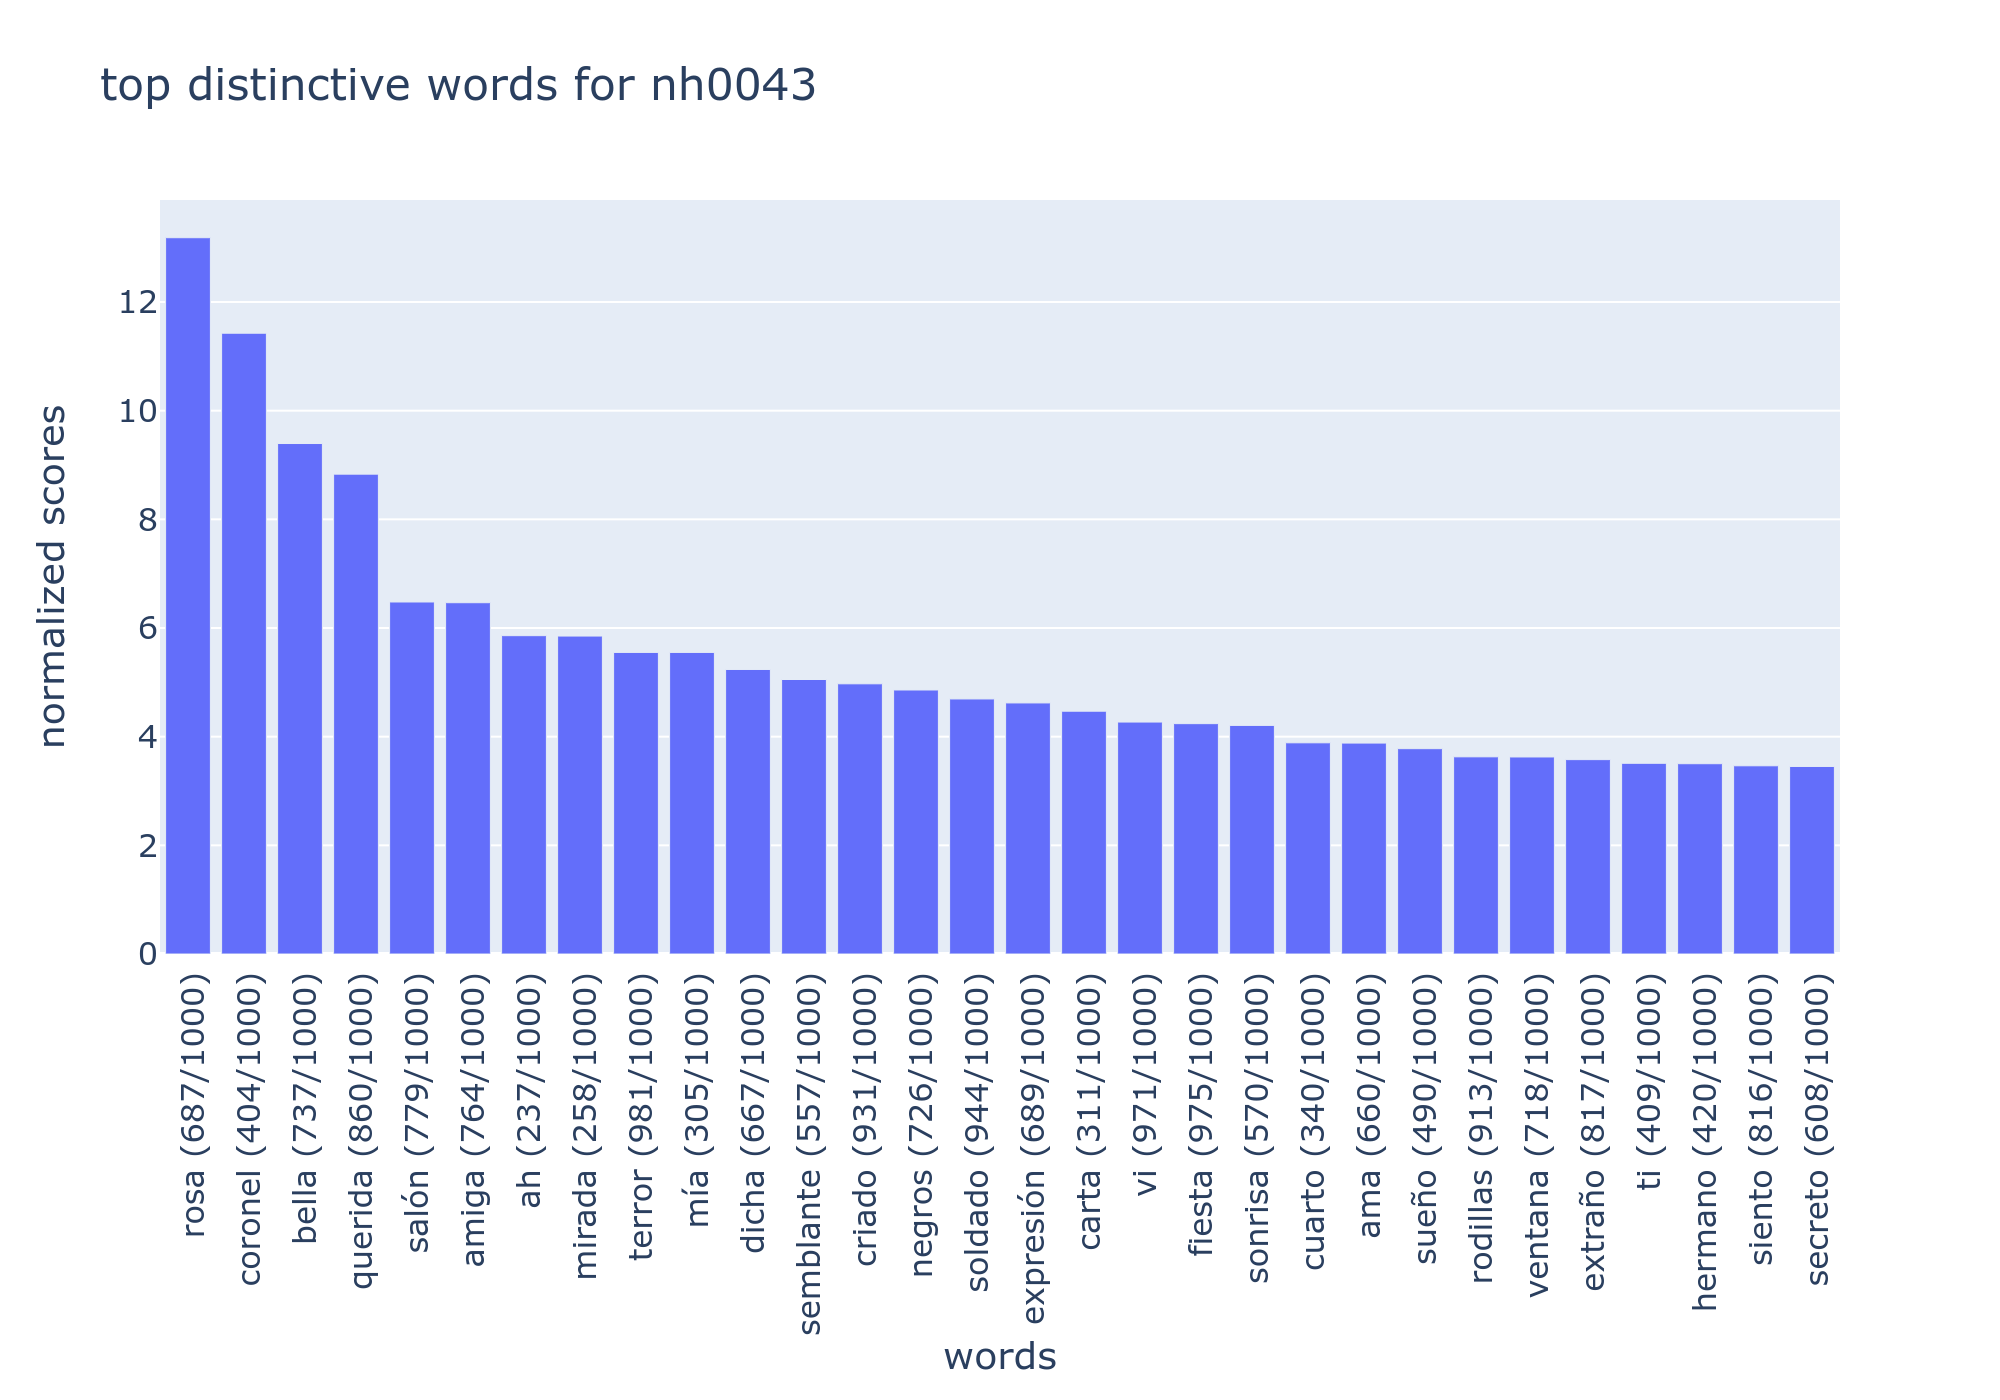 top distinctive words for nh0043
normalized scores
12
10
8
6
4
2
0
rosa (687/1000)
coronel (404/1000)
bella (737/1000)
querida (860/1000)
salón (779/1000)
amiga (764/1000)
ah (237/1000)
mirada (258/1000)
terror (981/1000)
mía (305/1000)
dicha (667/1000)
semblante (557/1000)
criado (931/1000)
negros (726/1000)
soldado (944/1000)
expresión (689/1000)
carta (311/1000)
vi (971/1000)
fiesta (975/1000)
sonrisa (570/1000)
cuarto (340/1000)
ama (660/1000)
sueño (490/1000)
rodillas (913/1000)
ventana (718/1000)
extraño (817/1000)
ti (409/1000)
hermano (420/1000)
siento (816/1000)
secreto (608/1000)
words